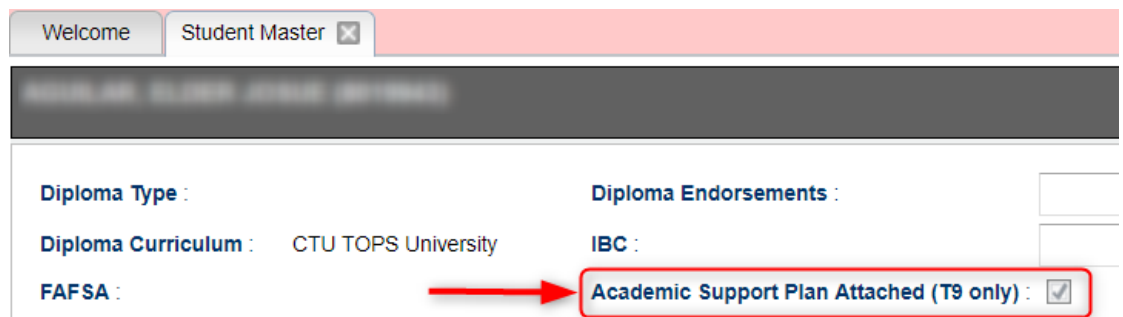 Welcome Student Master
Diploma Type : Diploma Endorsements :
Diploma Curriculum : CTU TOPS University IBC :
FAFSA : Academic Support Plan Attached (T9 only) :